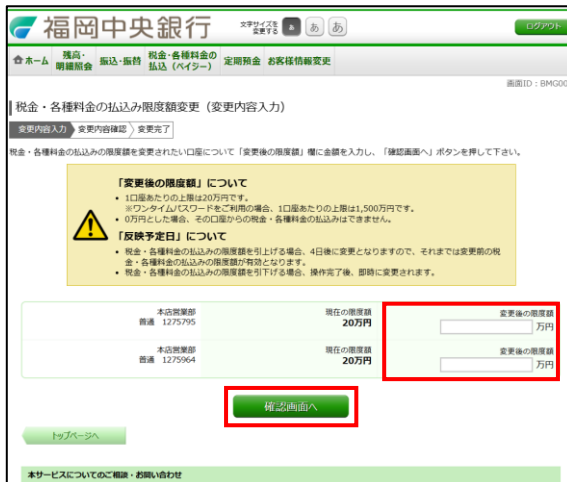 福岡中央銀行
文字サイズを変更する あ あ あ
ログアウト
ホーム 残高・明細照会 振込・振替 税金・各種料金の払込（ペイジー） 定期預金 お客様情報変更
画面ID：BMG00
税金・各種料金の払込み限度額変更（変更内容入力）
変更内容入力 変更内容確認 変更完了
税金・各種料金の払込みの限度額を変更されたい口座について「変更後の限度額」欄に金額を入力し、「確認画面へ」ボタンを押して下さい。
「変更後の限度額」について
• 1口座あたりの上限は20万円です。
※ワンタイムパスワードをご利用の場合、1口座あたりの上限は1,500万円です。
• 0万円とした場合、その口座からの税金・各種料金の払込みはできません。
「反映予定日」について
• 税金・各種料金の払込みの限度額を引上げる場合、4日後に変更となりますので、それまでは変更前の税
金・各種料金の払込みの限度額が有効となります。
• 税金・各種料金の払込みの限度額を引下げる場合、操作完了後、即時に変更されます。
本店営業部 現在の限度額 変更後の限度額
普通 1275795 20万円 万円
本店営業部 現在の限度額 変更後の限度額
普通 1275964 20万円 万円
確認画面へ
トップページへ
本サービスについてのご相談・お問い合わせ